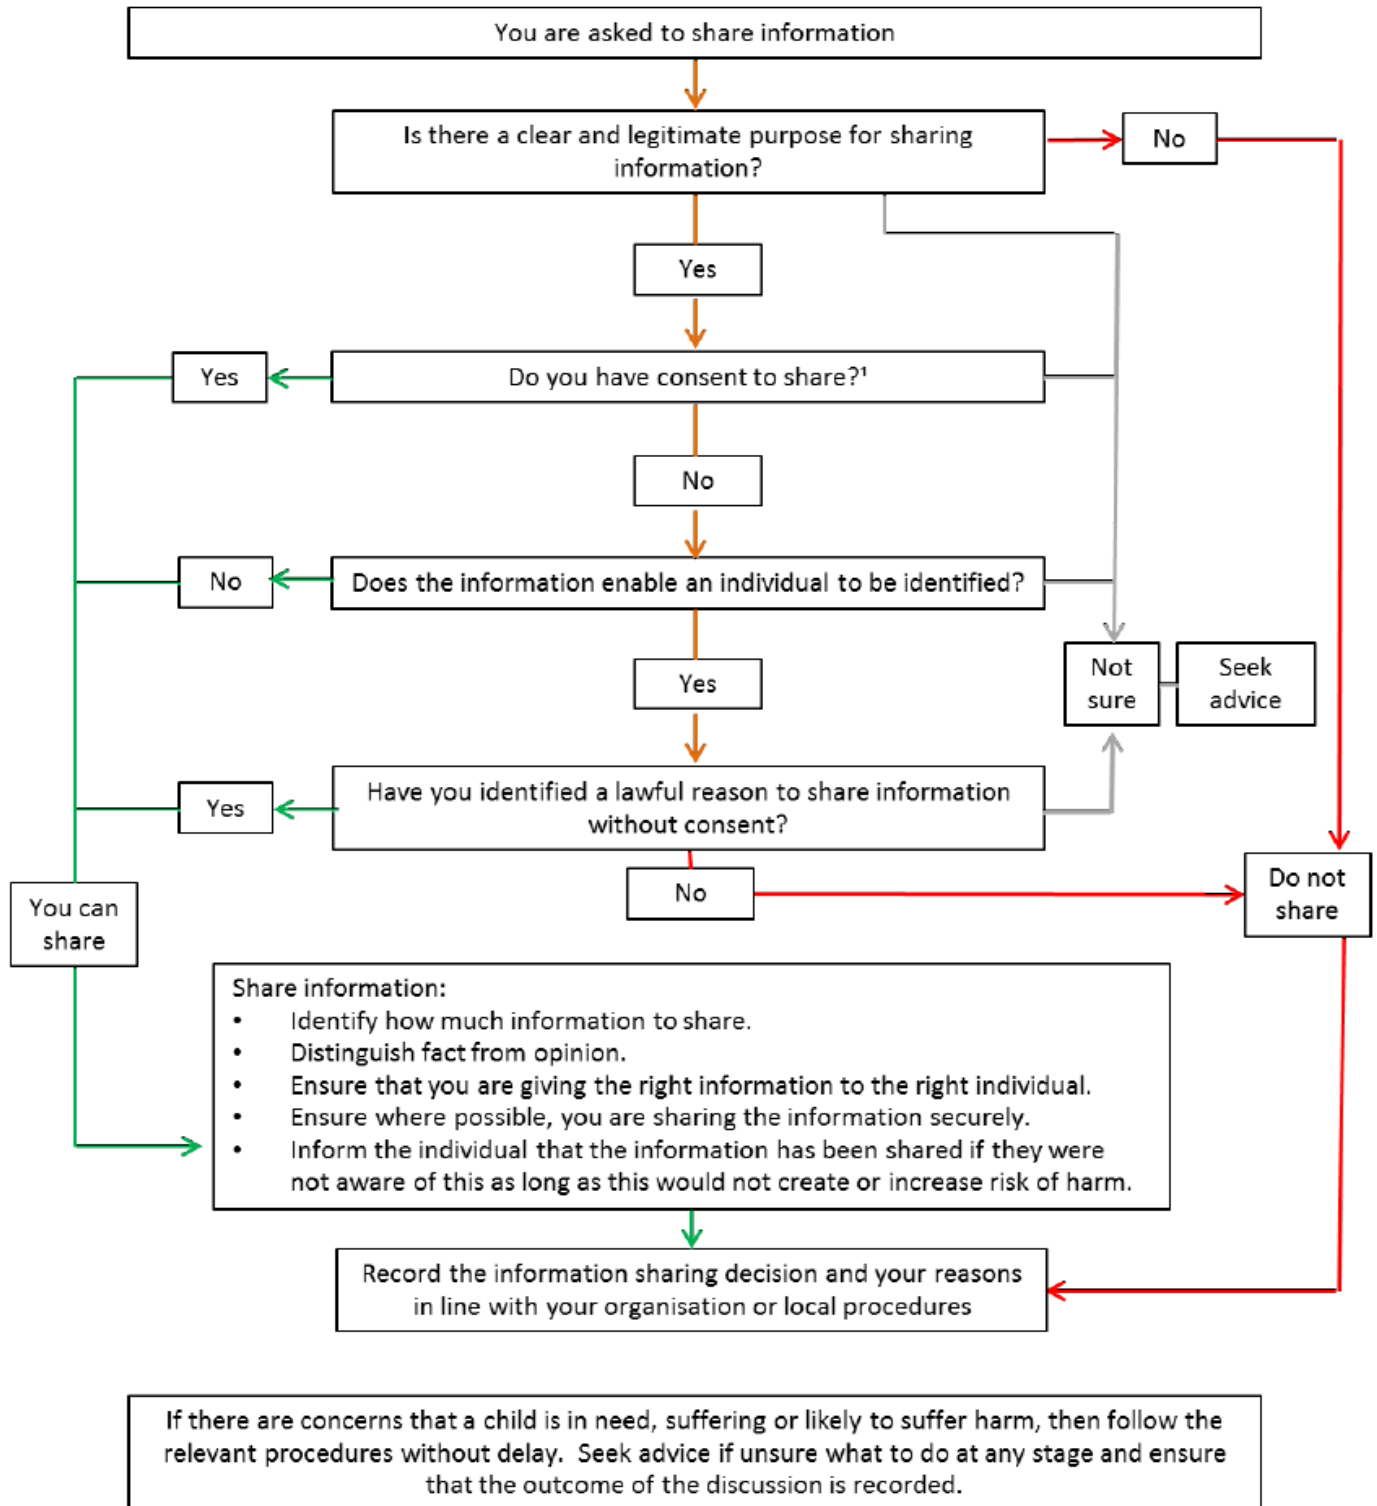 You are asked to share information
Is there a clear and legitimate purpose for sharing
information?
No
Yes
Yes
Do you have consent to share?¹
No
No
Does the information enable an individual to be identified?
Yes
Not
sure
Seek
advice
Yes
Have you identified a lawful reason to share information
without consent?
No
Do not
share
You can
share
Share information:
• Identify how much information to share.
• Distinguish fact from opinion.
• Ensure that you are giving the right information to the right individual.
• Ensure where possible, you are sharing the information securely.
• Inform the individual that the information has been shared if they were
not aware of this as long as this would not create or increase risk of harm.
Record the information sharing decision and your reasons
in line with your organisation or local procedures
If there are concerns that a child is in need, suffering or likely to suffer harm, then follow the
relevant procedures without delay. Seek advice if unsure what to do at any stage and ensure
that the outcome of the discussion is recorded.